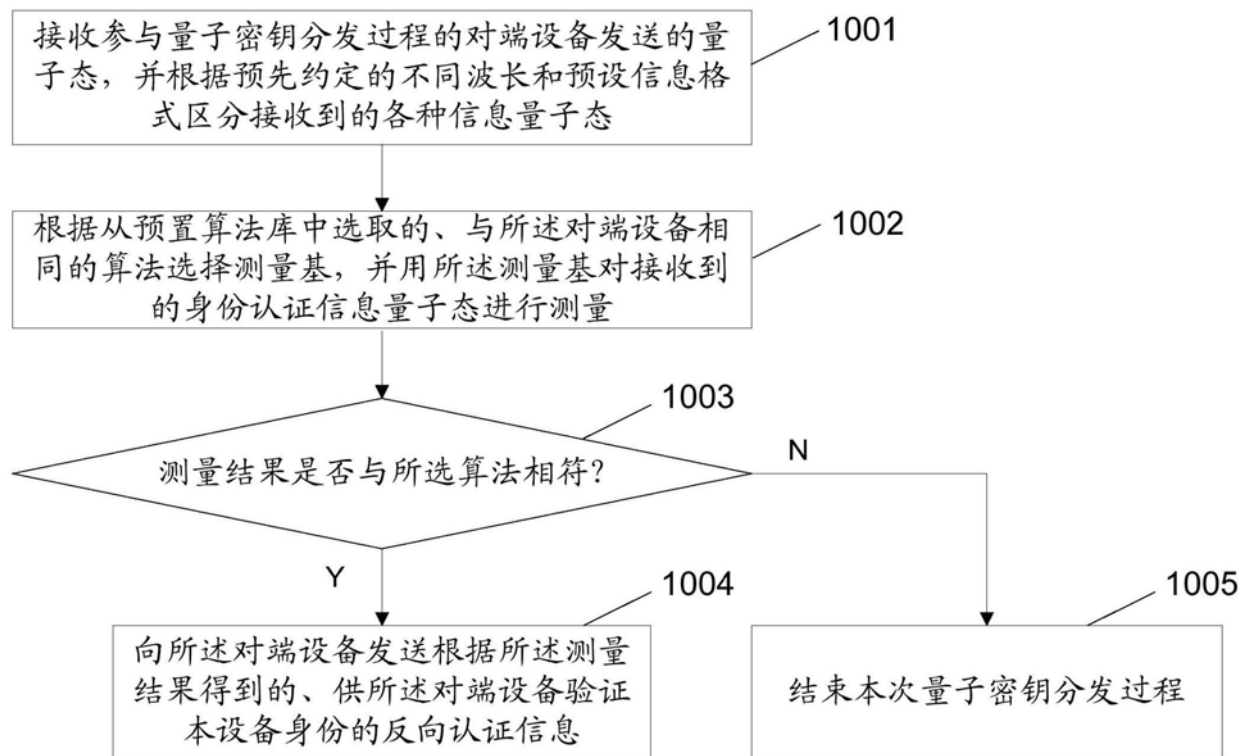 接收参与量子密钥分发过程的对端设备发送的量
子态，并根据预先约定的不同波长和预设信息格
式区分接收到的各种信息量子态
1001
根据从预置算法库中选取的、与所述对端设备相
同的算法选择测量基，并用所述测量基对接收到
的身份认证信息量子态进行测量
1002
1003
测量结果是否与所选算法相符？
N
Y
1004
向所述对端设备发送根据所述测量
结果得到的、供所述对端设备验证
本设备身份的反向认证信息
1005
结束本次量子密钥分发过程